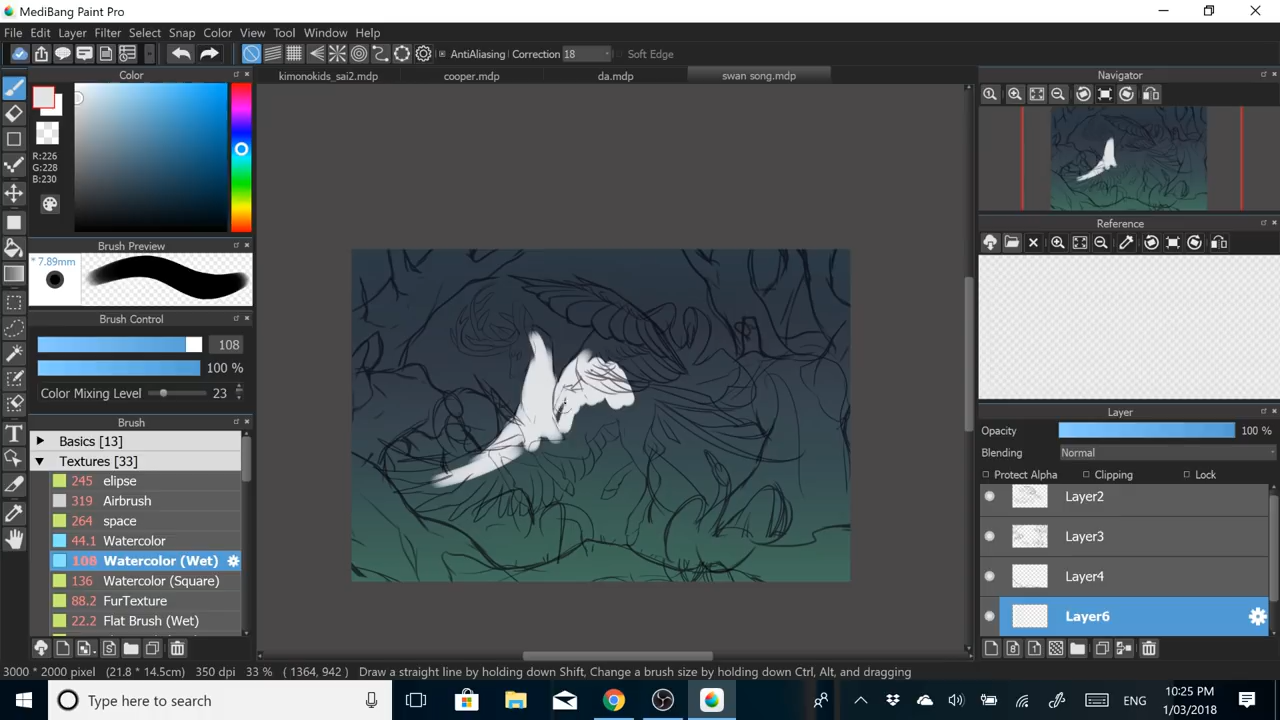 MediBang Paint Pro
File Edit Layer Filter Select Snap Color View Tool Window Help
AntiAliasing Correction 18 Soft Edge
Color
kimonokids_sai2.mdp cooper.mdp da.mdp swan song.mdp
Navigator
R:226
G:228
B:230
Brush Preview
* 7.89mm
Reference
Brush Control
108
100 %
Color Mixing Level 23
Brush
Basics [13]
Textures [33]
245 elipse
319 Airbrush
264 space
44.1 Watercolor
108 Watercolor (Wet)
136 Watercolor (Square)
88.2 FurTexture
22.2 Flat Brush (Wet)
Layer
Opacity 100 %
Blending Normal
Protect Alpha Clipping Lock
Layer2
Layer3
Layer4
Layer6
3000 * 2000 pixel (21.8 * 14.5cm) 350 dpi 33 % ( 1364, 942 ) Draw a straight line by holding down Shift, Change a brush size by holding down Ctrl, Alt, and dragging
Type here to search
ENG
10:25 PM
1/03/2018